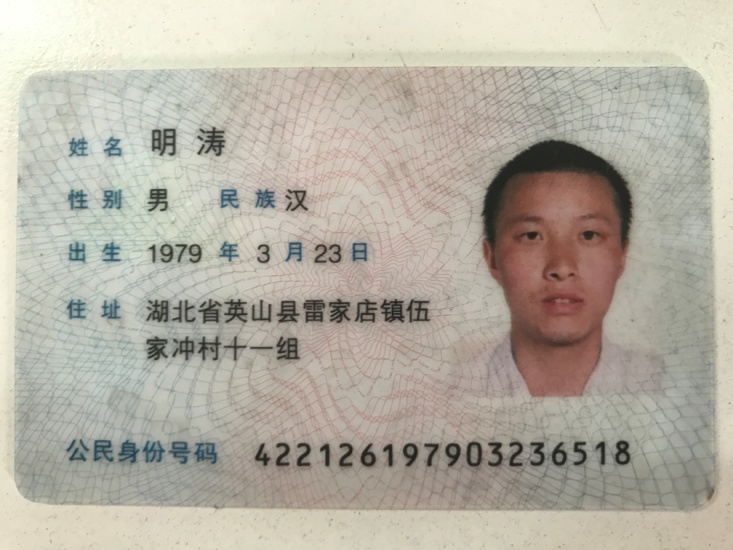 姓名 明涛
性别 男 民族 汉
出生 1979 年 3 月 23 日
住址 湖北省英山县雷家店镇伍
家冲村十一组
公民身份号码 422126197903236518